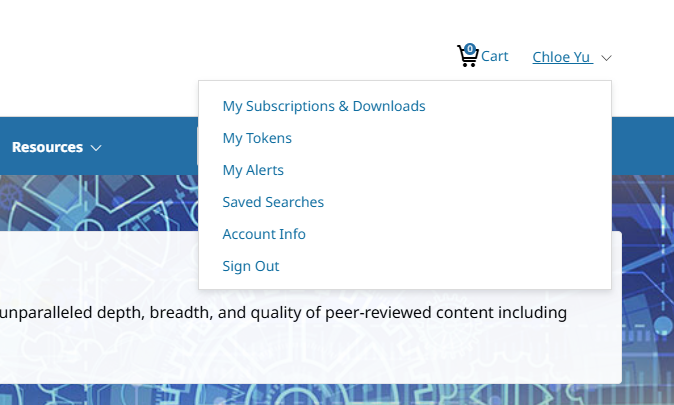 0
Cart
Chloe Yu
My Subscriptions & Downloads
My Tokens
Resources
My Alerts
Saved Searches
Account Info
Sign Out
unparalleled depth, breadth, and quality of peer-reviewed content including